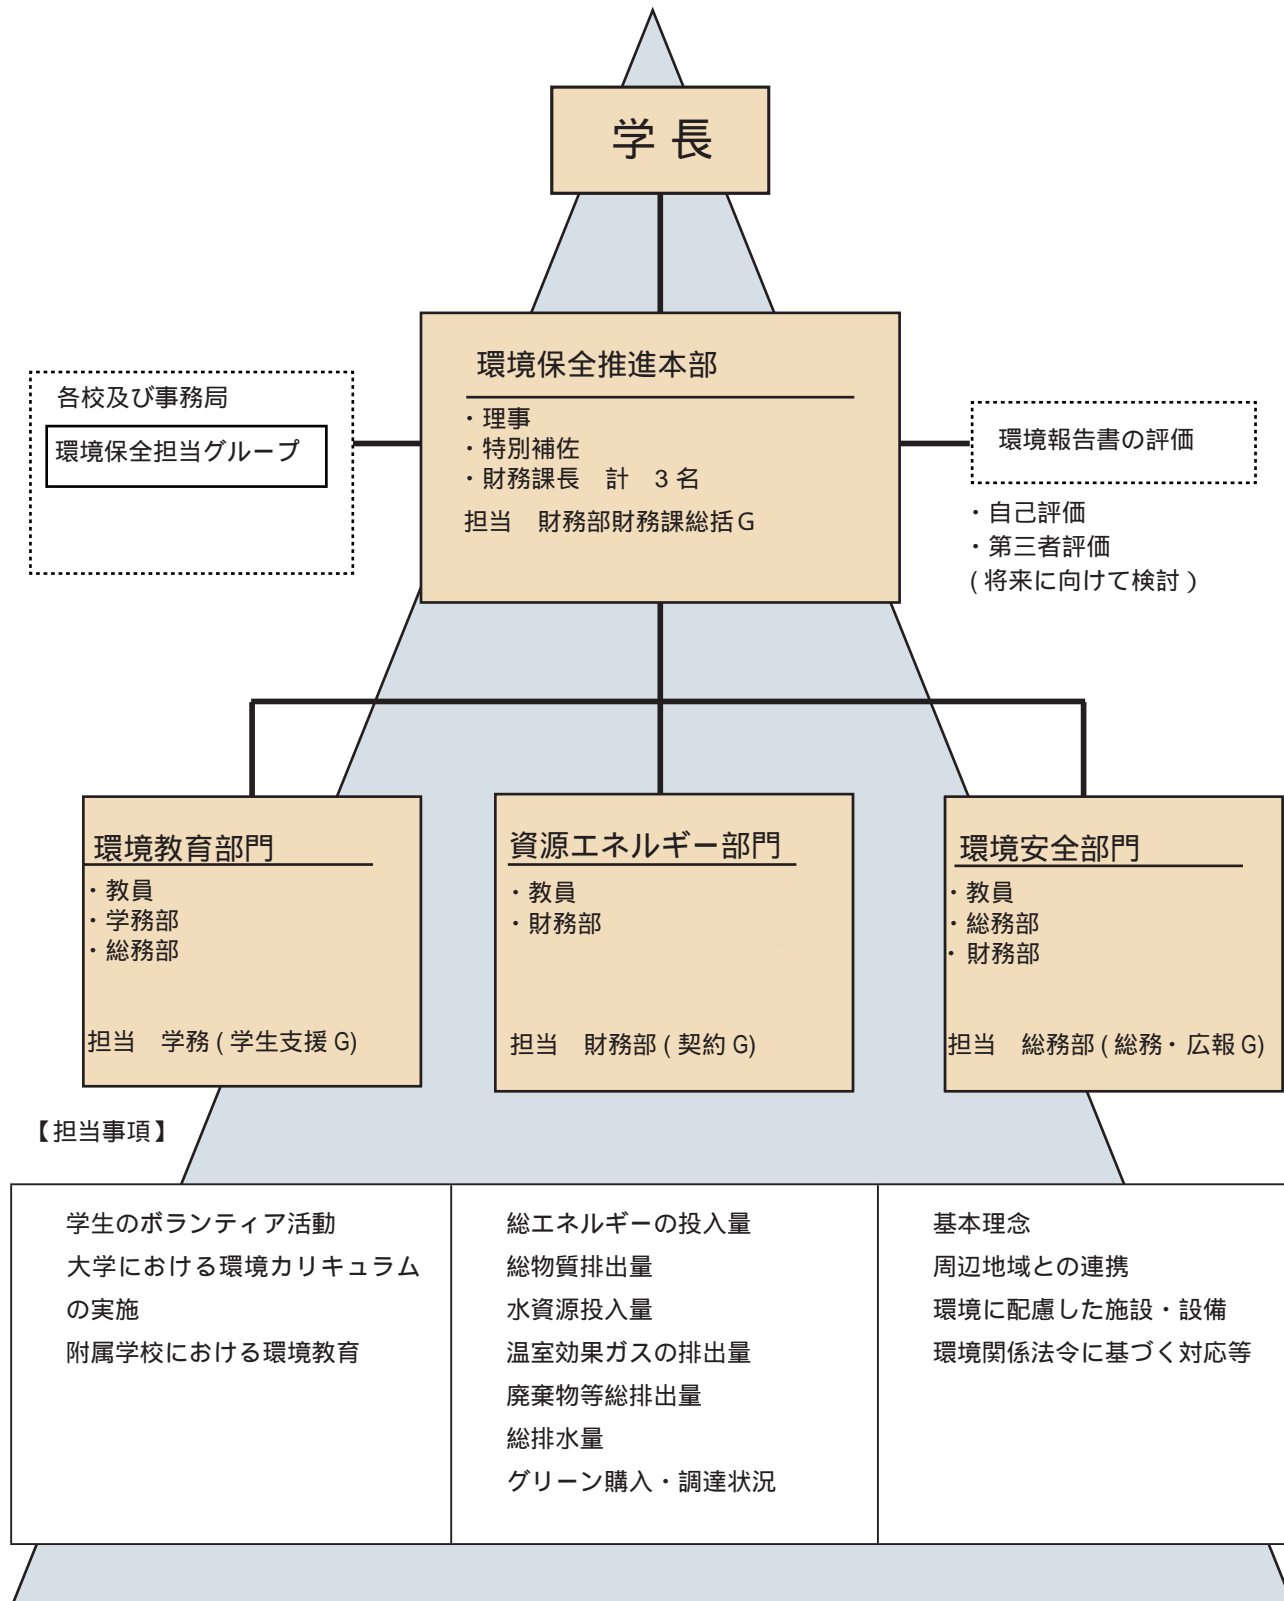 学 長
環境保全推進本部
・理事
・特別補佐
・財務課長　計　3 名
担当　財務部財務課総括 G
各校及び事務局
環境保全担当グループ
環境報告書の評価
・自己評価
・第三者評価
( 将来に向けて検討 )
環境教育部門
・教員
・学務部
・総務部
担当　学務 ( 学生支援 G)
資源エネルギー部門
・教員
・財務部
担当　財務部 ( 契約 G)
環境安全部門
・教員
・総務部
・財務部
担当　総務部 ( 総務・広報 G)
【担当事項】
学生のボランティア活動
大学における環境カリキュラム
の実施
附属学校における環境教育
総エネルギーの投入量
総物質排出量
水資源投入量
温室効果ガスの排出量
廃棄物等総排出量
総排水量
グリーン購入・調達状況
基本理念
周辺地域との連携
環境に配慮した施設・設備
環境関係法令に基づく対応等